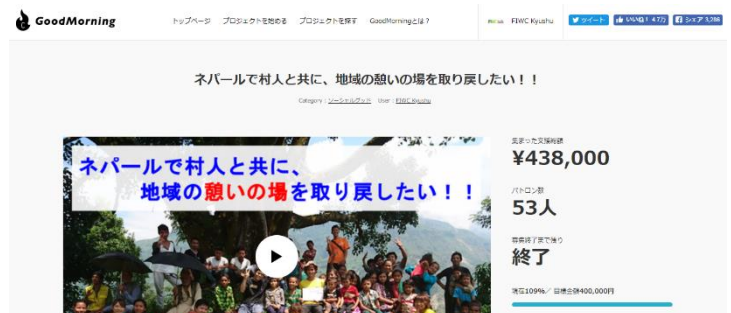 GoodMorning
トップページ プロジェクトを始める プロジェクトを探す GoodMorningとは？
FIWC Kyushu
ツイート
シェア 3,286
ネパールで村人と共に、地域の憩いの場を取り戻したい！！
Category : ソーシャルグッド User : FIWC Kyushu
ネパールで村人と共に、
地域の憩いの場を取り戻したい！！
集まった支援総額
¥438,000
パトロン数
53人
募集終了まで残り
終了
現在109%／ 目標金額400,000円